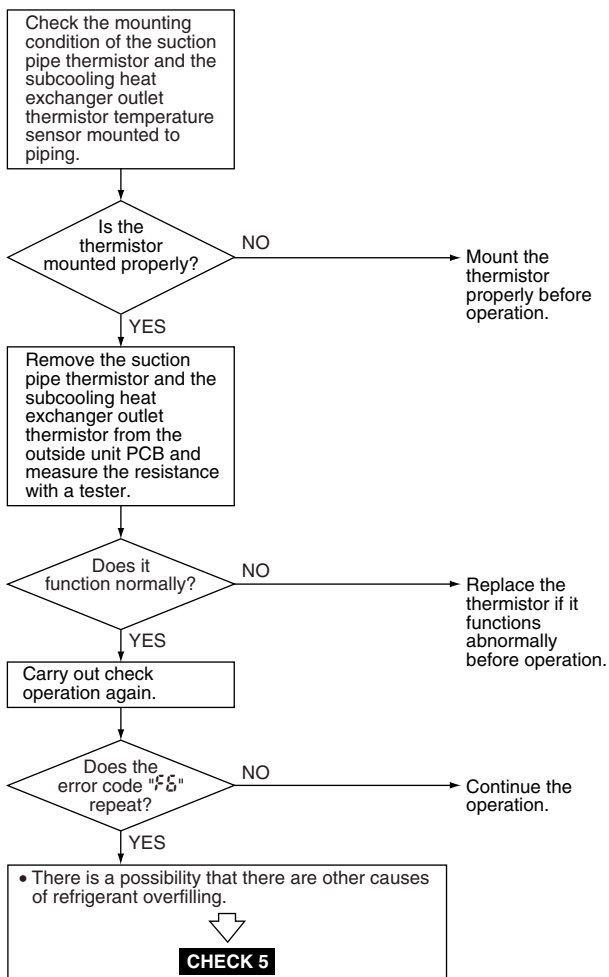 Check the mounting
condition of the suction
pipe thermistor and the
subcooling heat
exchanger outlet
thermistor temperature
sensor mounted to
piping.
Is the
thermistor
mounted properly?
NO
Mount the
thermistor
properly before
operation.
YES
Remove the suction
pipe thermistor and the
subcooling heat
exchanger outlet
thermistor from the
outside unit PCB and
measure the resistance
with a tester.
Does it
function normally?
NO
Replace the
thermistor if it
functions
abnormally
before operation.
YES
Carry out check
operation again.
Does the
error code "F6"
repeat?
NO
Continue the
operation.
YES
• There is a possibility that there are other causes
of refrigerant overfilling.
CHECK 5